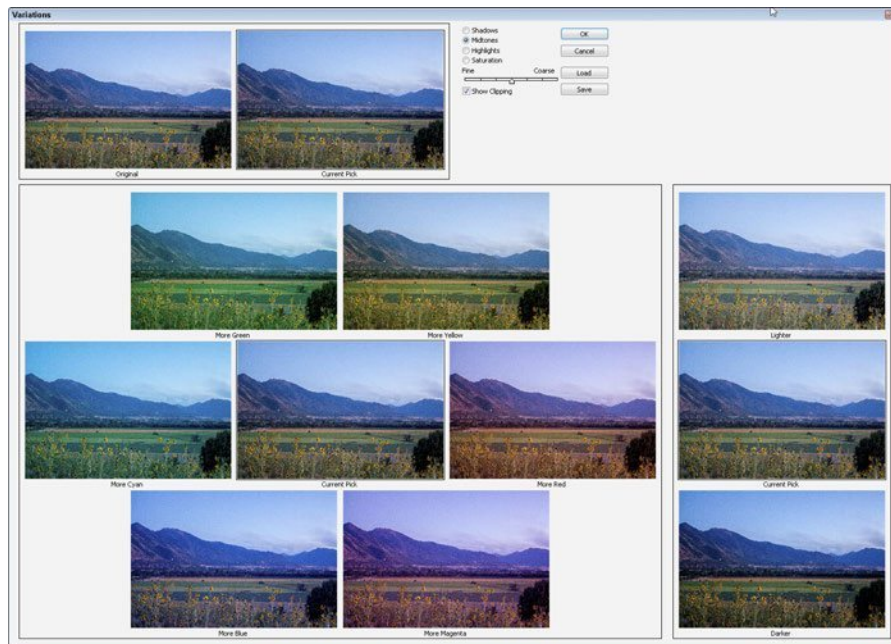 Variations
Shadows
Midtones
Highlights
Saturation
Fine Coarse
Show Clipping
OK
Cancel
Load
Save
Original
Current Pick
More Green
More Yellow
Lighter
More Cyan
Current Pick
More Red
Current Pick
More Blue
More Magenta
Darker